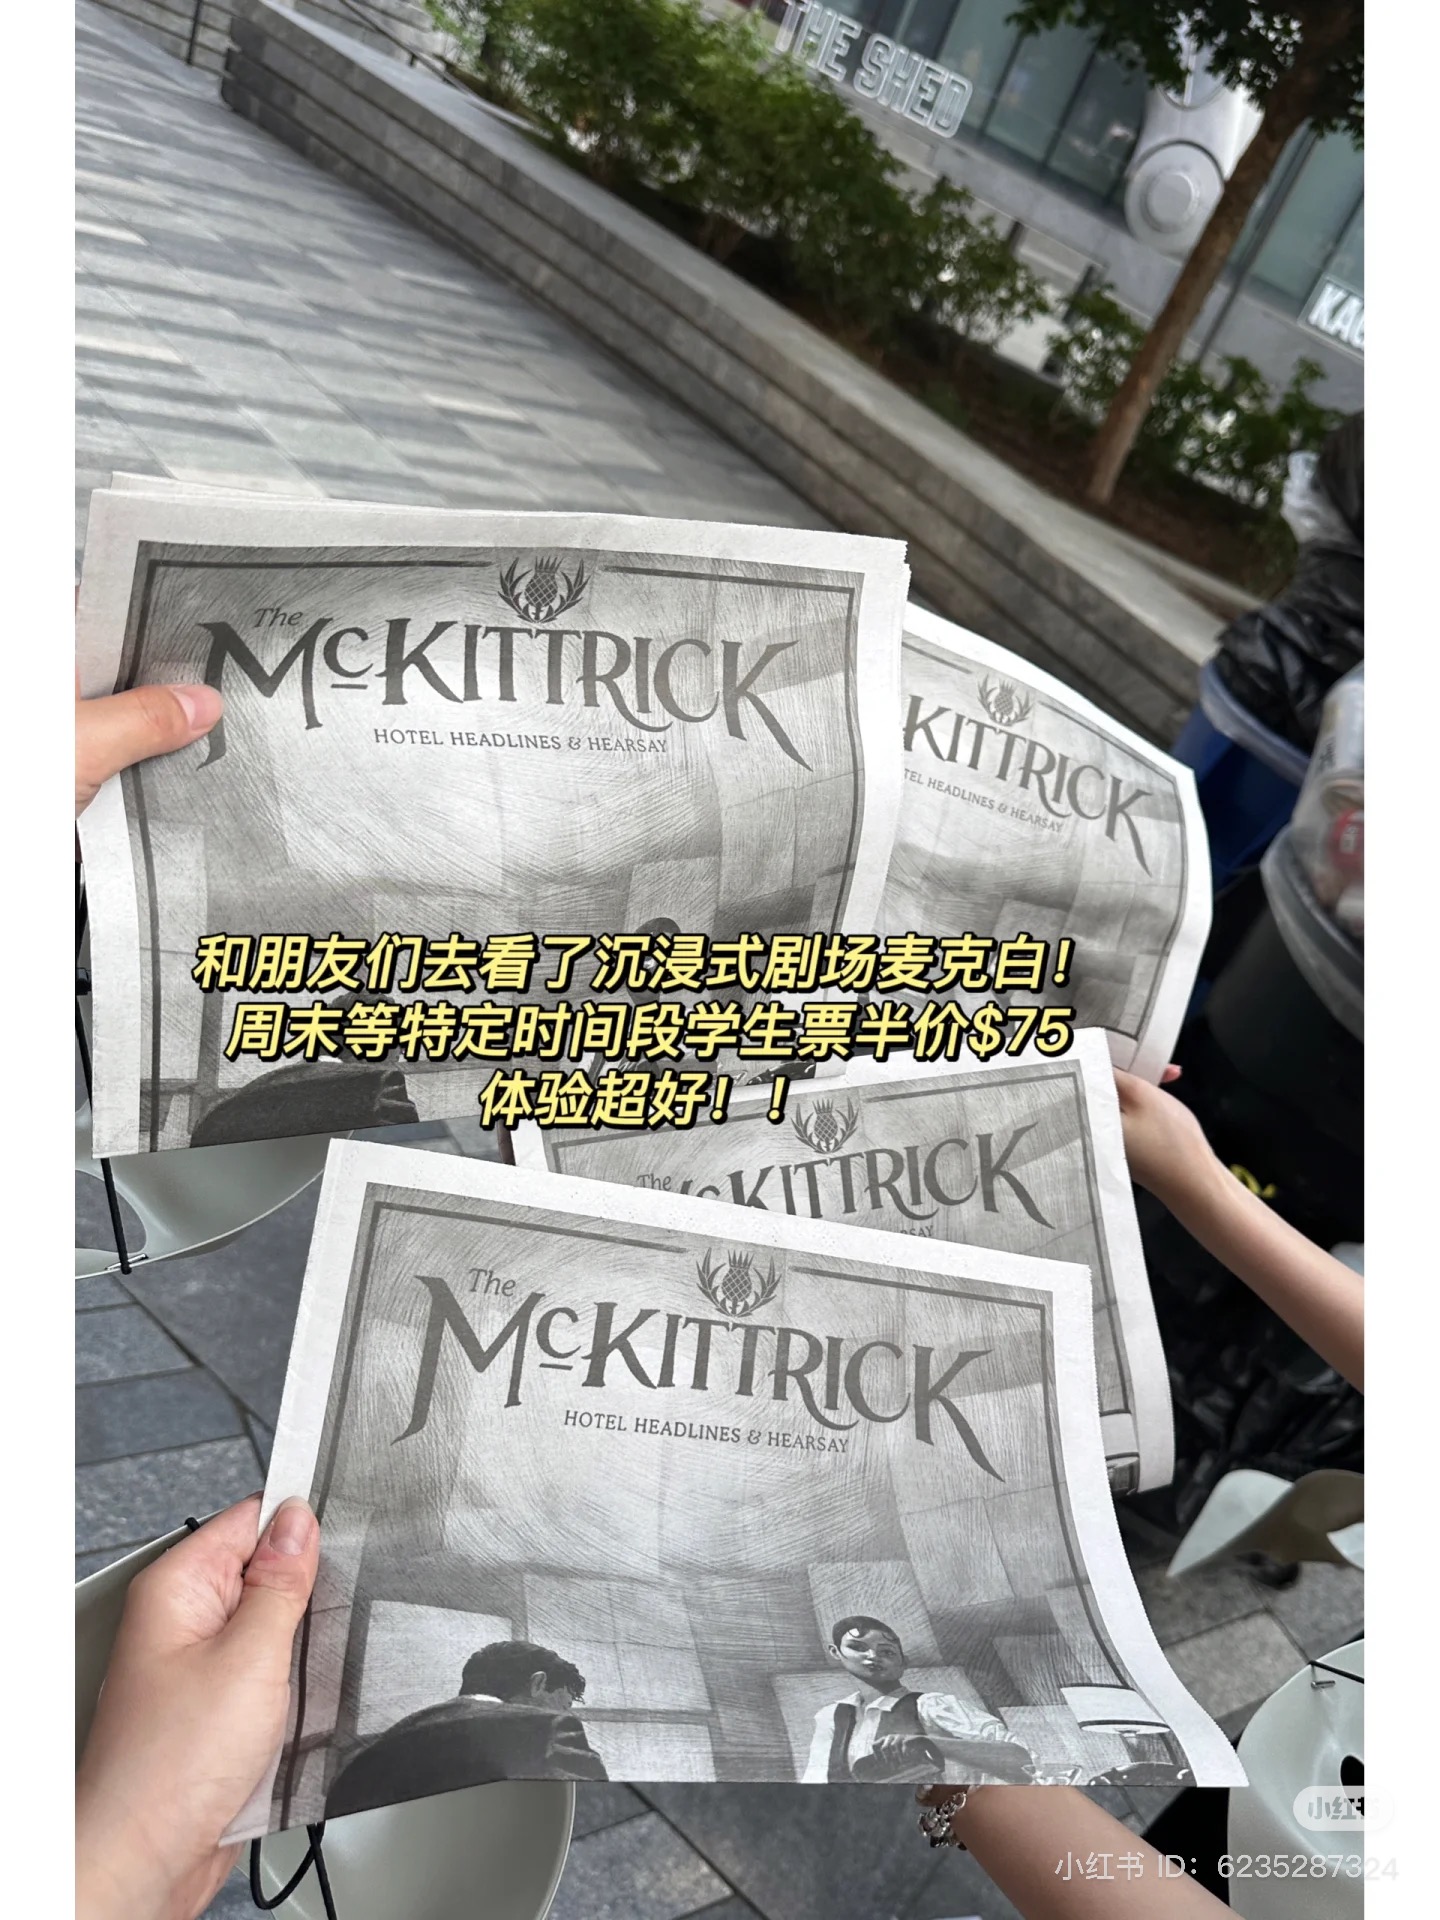 THE SHED
The
McKITTRICK
HOTEL HEADLINES & HEARSAY
KITTRICK
HEADLINES & HEARSAY
和朋友们去看了沉浸式剧场麦克白！
周末等特定时间段学生票半价$75
体验超好！！
The
McKITTRICK
The
McKITTRICK
HOTEL HEADLINES & HEARSAY
小红书
小红书 ID：6235287324